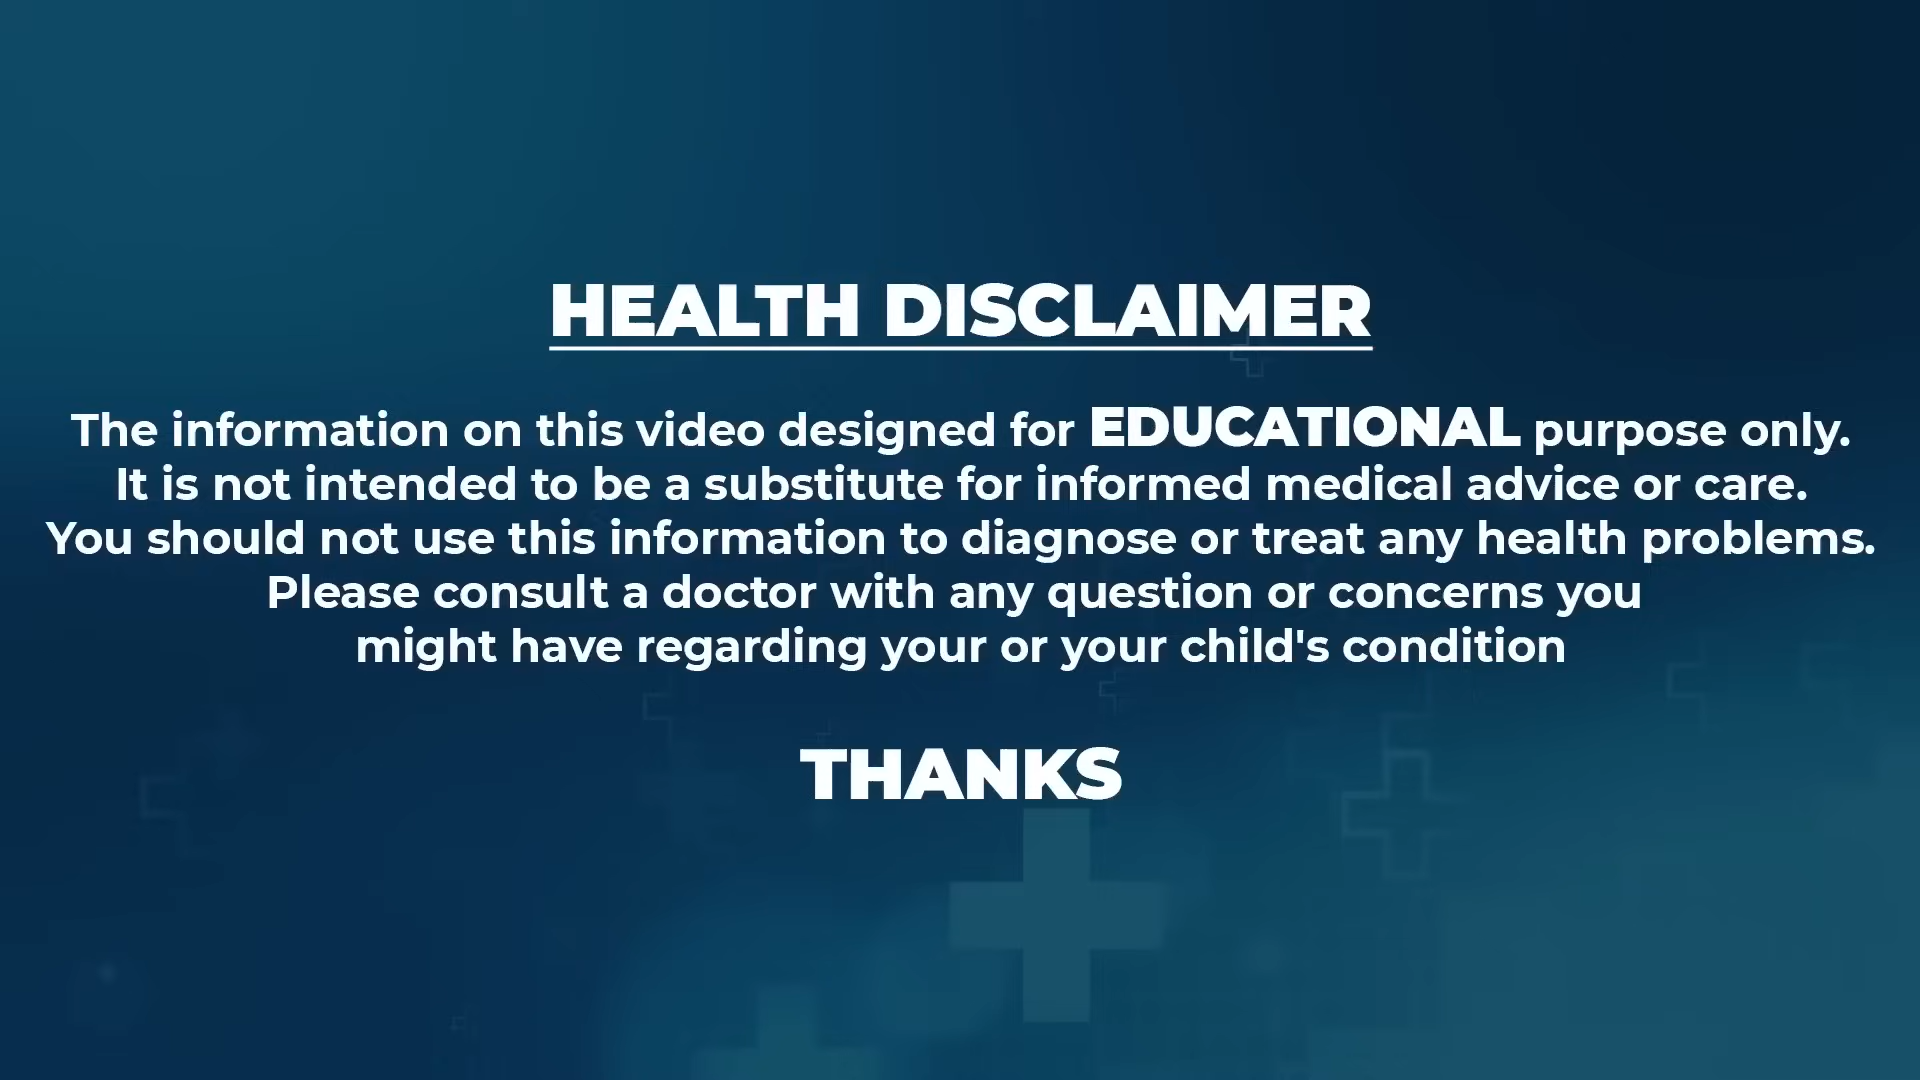 HEALTH DISCLAIMER
The information on this video designed for EDUCATIONAL purpose only.
It is not intended to be a substitute for informed medical advice or care.
You should not use this information to diagnose or treat any health problems.
Please consult a doctor with any question or concerns you
might have regarding your or your child's condition
THANKS